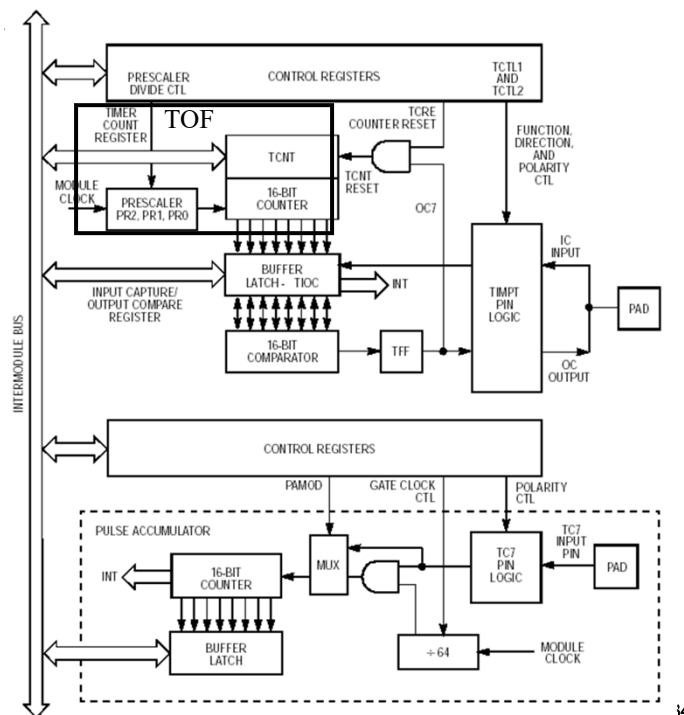 CONTROL REGISTERS
PRESCALER
DIVIDE CTL
TCTL1
AND
TCTL2
TIMER
COUNT
REGISTER
TOF
TCRE
COUNTER RESET
FUNCTION,
DIRECTION,
AND
POLARITY
CTL
TCNT
TCNT
RESET
MODULE
CLOCK
PRESCALER
PR2, PR1, PR0
16-BIT
COUNTER
OC7
IC
INPUT
BUFFER
LATCH - TIOC
INT
INPUT CAPTURE/
OUTPUT COMPARE
REGISTER
TIMPT
PIN
LOGIC
PAD
16-BIT
COMPARATOR
TFF
OC
OUTPUT
INTERMODULE BUS
CONTROL REGISTERS
PAMOD
GATE CLOCK
CTL
POLARITY
CTL
PULSE ACCUMULATOR
INT
16-BIT
COUNTER
MUX
TC7
PIN
LOGIC
TC7
INPUT
PIN
PAD
BUFFER
LATCH
÷ 64
MODULE
CLOCK